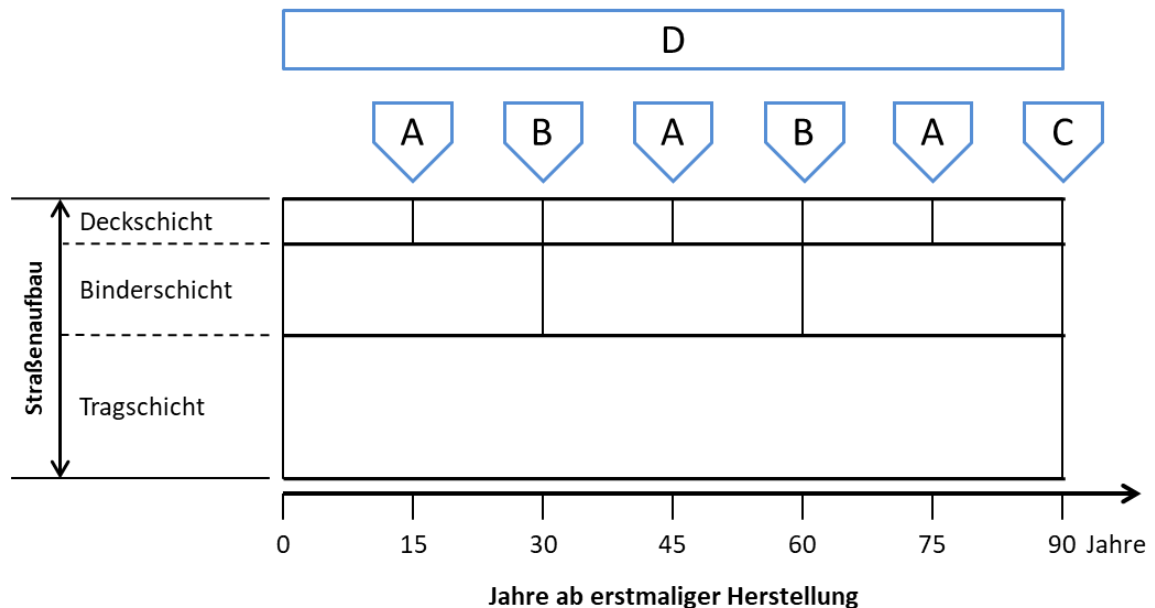 D
A B A B A C
Deckschicht
Binderschicht
Tragschicht
Straßenaufbau
0 15 30 45 60 75 90 Jahre
Jahre ab erstmaliger Herstellung